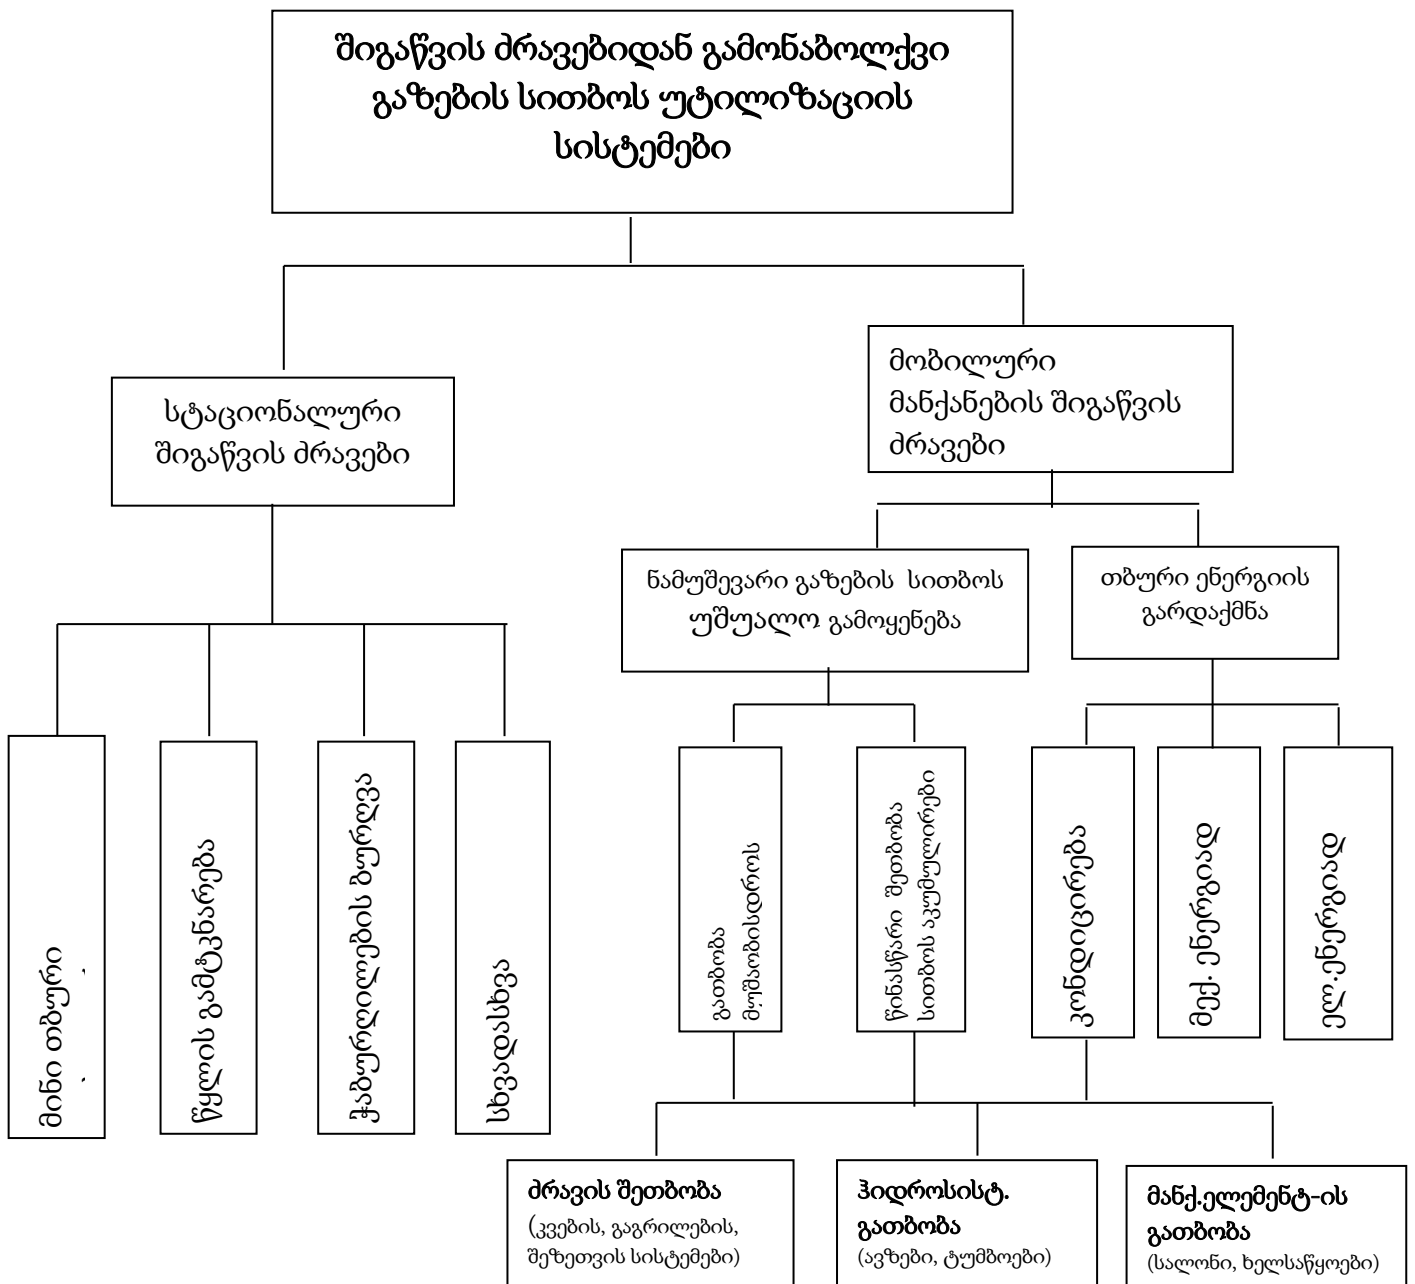 შიგაწვის ძრავებიდან გამონაბოლქვი
გაზების სითბოს უტილიზაციის
სისტემები
მობილური
მანქანების შიგაწვის
ძრავები
სტაციონალური
შიგაწვის ძრავები
ნამუშევარი გაზების სითბოს
უშუალო გამოყენება
თბური ენერგიის
გარდაქმნა
მინი თბური
წყლის გამტკნარება
ჭაბურღილების ბურღვა
სხვადასხვა
გათბობა
მუშაობისდროს
წინასწარი შეთბობა
სითბოს აკუმულირები
კონდიცირება
მექ. ენერგიად
ელ.ენერგიად
ძრავის შეთბობა
(კვების, გაგრილების,
შეზეთვის სისტემები)
ჰიდროსისტ.
გათბობა
(ავზები, ტუმბოები)
მანქ.ელემენტ-ის
გათბობა
(სალონი, ხელსაწყოები)